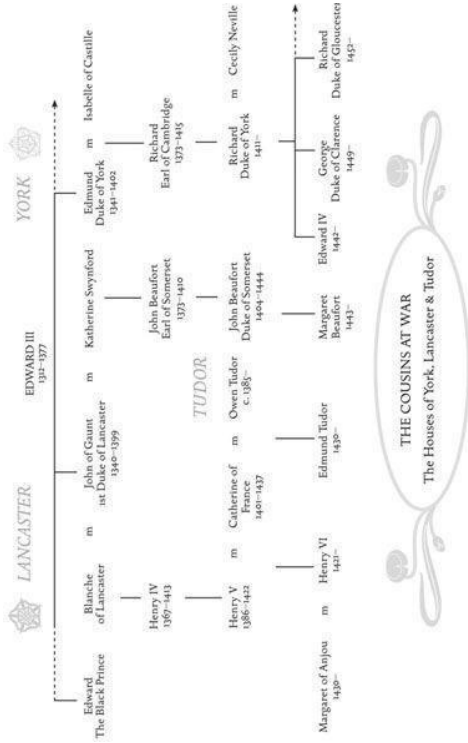 LANCASTER
YORK
EDWARD III
1312–1377
Edward
The Black Prince
Blanche
of Lancaster
m
John of Gaunt
1st Duke of Lancaster
1340–1399
m
Katherine Swynford
Edmund
Duke of York
1341–1402
m
Isabelle of Castille
Henry IV
1367–1413
John Beaufort
Earl of Somerset
1373–1410
Richard
Earl of Cambridge
1373–1415
TUDOR
Henry V
1386–1422
m
Catherine of
France
1401–1437
m
Owen Tudor
c. 1385–
John Beaufort
Duke of Somerset
1404–1444
Richard
Duke of York
1411–
m
Cecily Neville
Margaret of Anjou
1430–
m
Henry VI
1421–
Edmund Tudor
1430–
Margaret
Beaufort
1443–
Edward IV
1442–
George
Duke of Clarence
1449–
Richard
Duke of Gloucester
1452–
THE COUSINS AT WAR
The Houses of York, Lancaster & Tudor